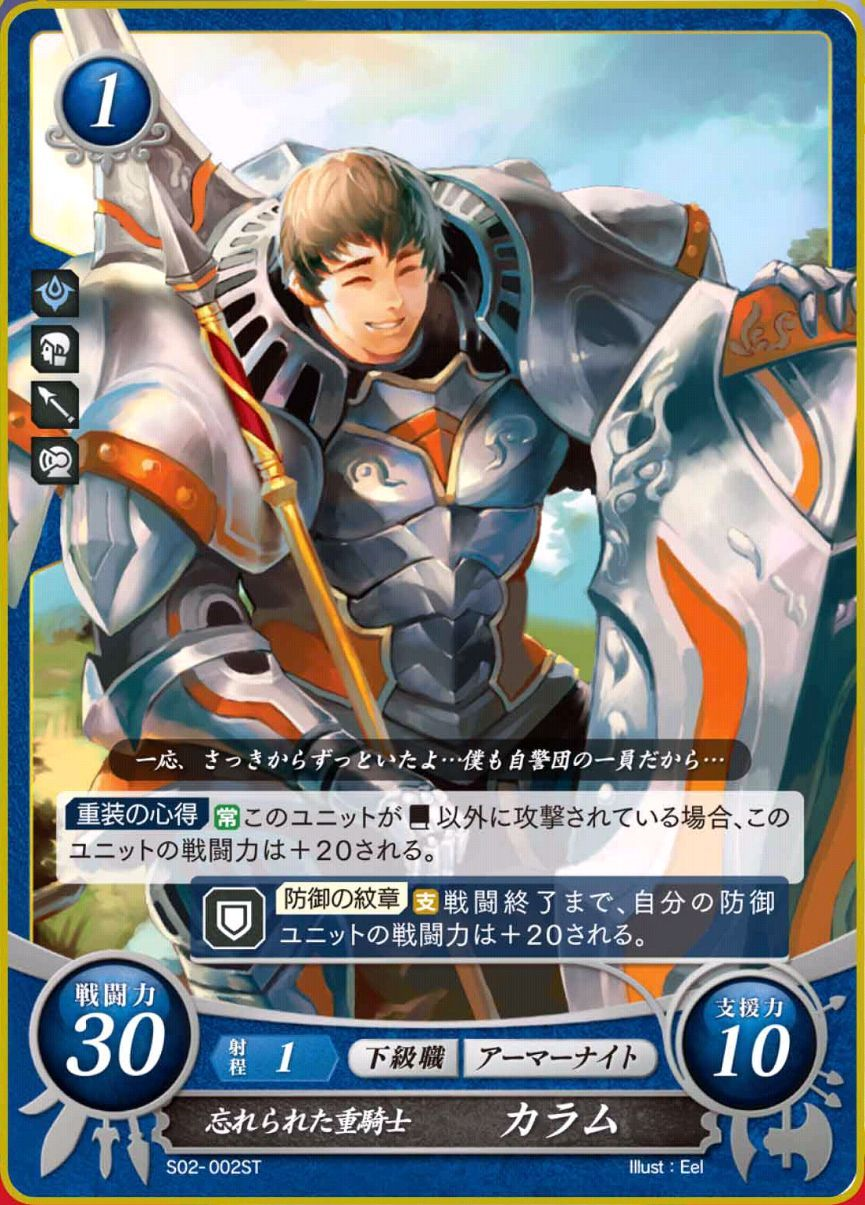 1
一応、さっきからずっといたよ…僕も自警団の一員だから…
重装の心得 常 このユニットが 以外に攻撃されている場合、この
ユニットの戦闘力は+20される。
防御の紋章 支 戦闘終了まで、自分の防御
ユニットの戦闘力は+20される。
戦闘力
30
射程 1
下級職
アーマーナイト
支援力
10
忘れられた重騎士 カラム
S02-002ST
Illust : Eel